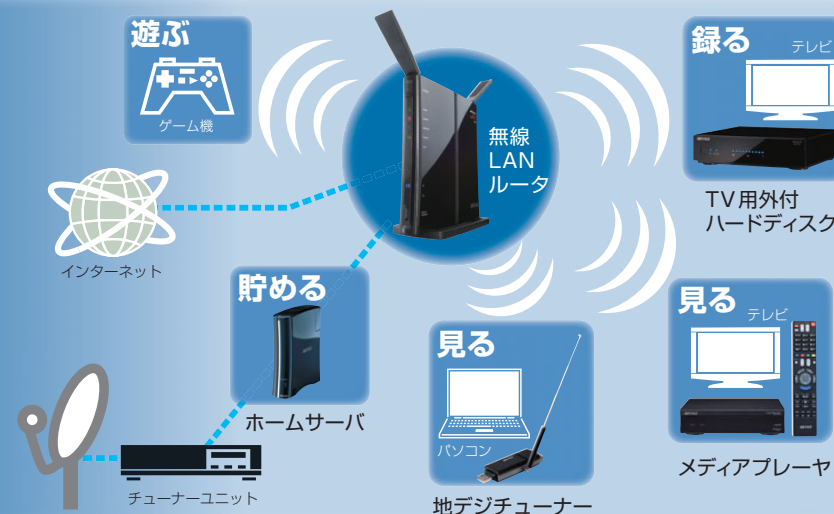 遊ぶ
ゲーム機
無線
LAN
ルータ
録る
テレビ
TV用外付
ハードディスク
インターネット
貯める
ホームサーバ
チューナーユニット
見る
パソコン
地デジチューナー
見る
テレビ
メディアプレーヤ